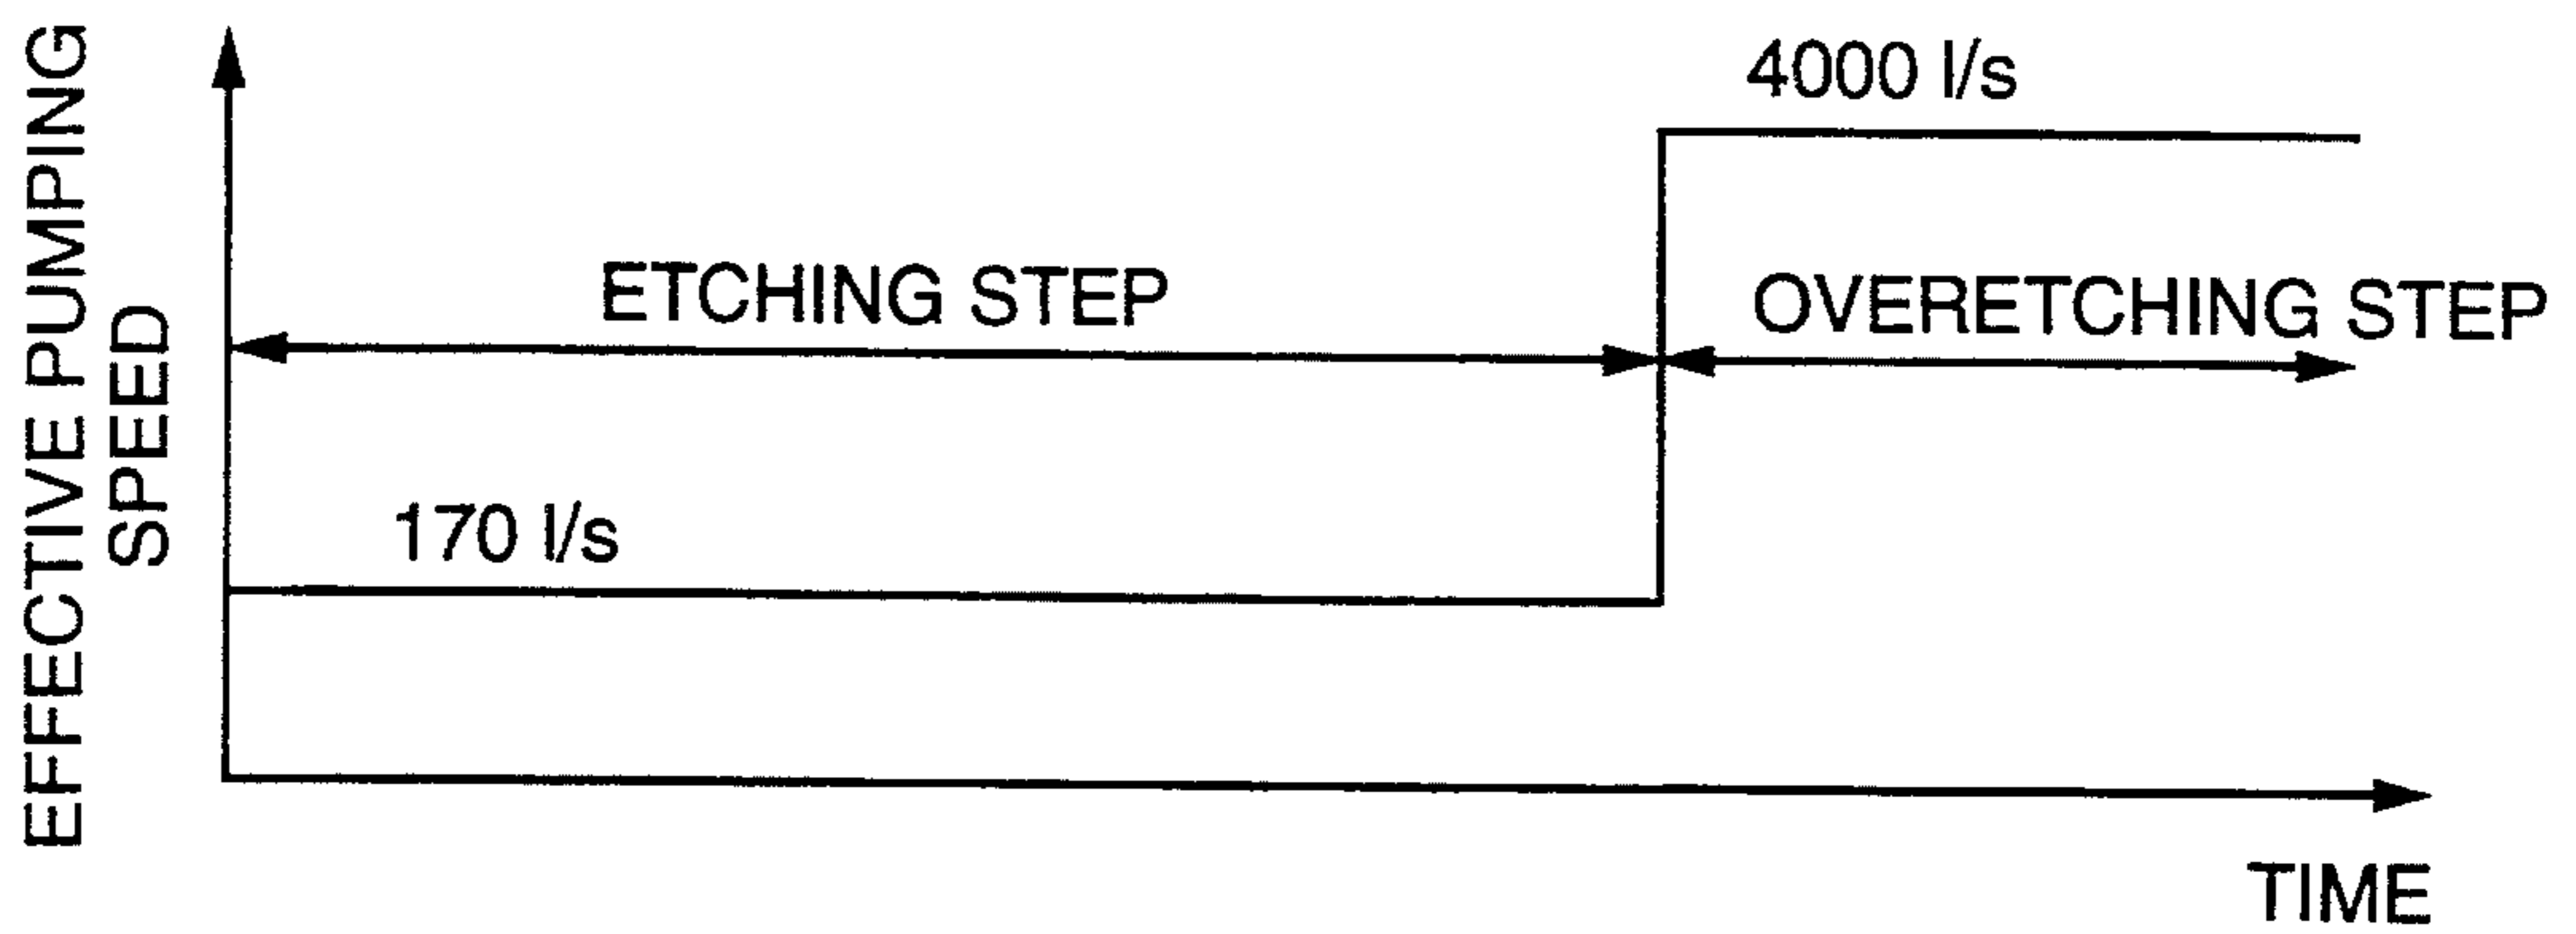 EFFECTIVE PUMPING
SPEED
4000 l/s
ETCHING STEP
OVERETCHING STEP
170 l/s
TIME